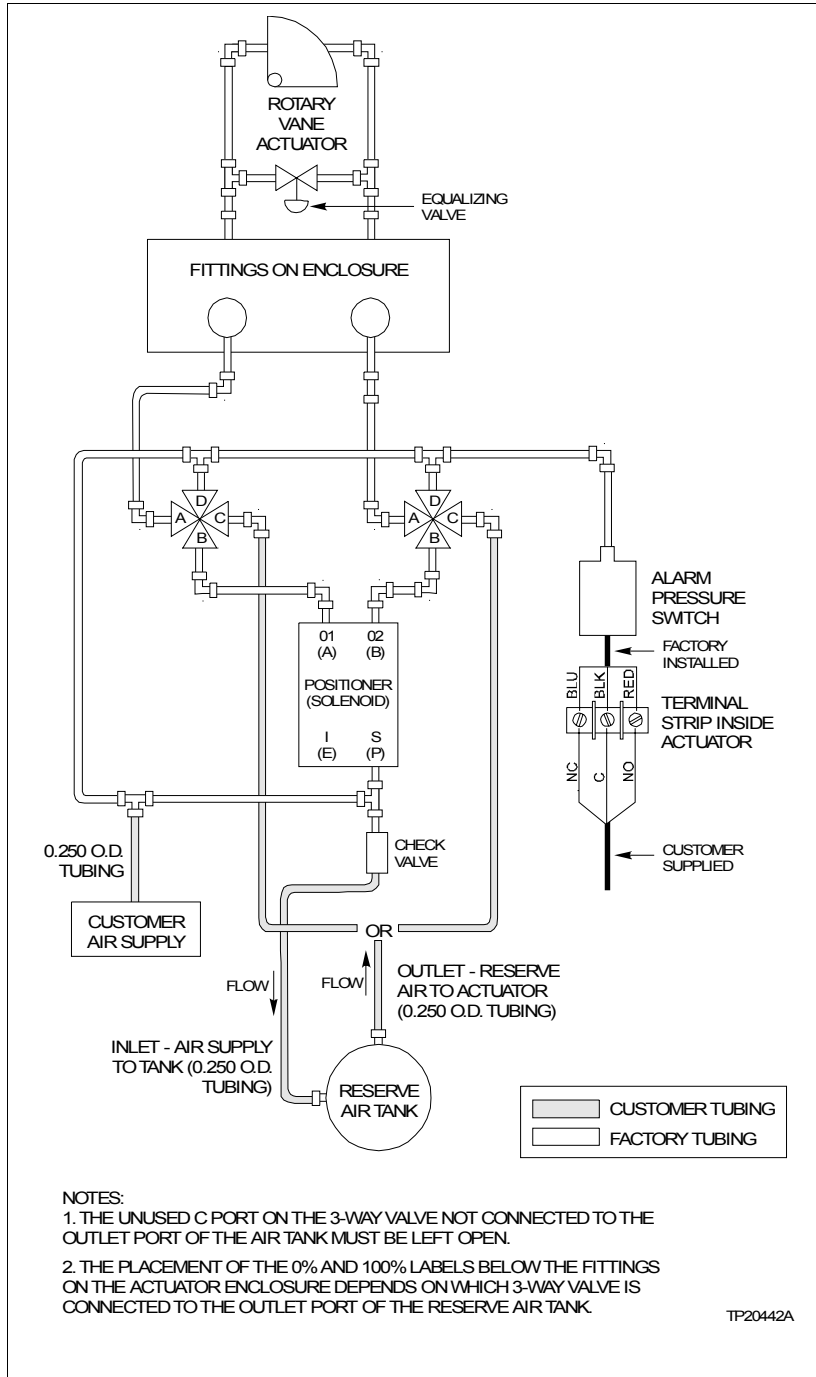 ROTARY
VANE
ACTUATOR
EQUALIZING
VALVE
FITTINGS ON ENCLOSURE
D
A C
B
D
A C
B
01
(A)
02
(B)
POSITIONER
(SOLENOID)
I
(E)
S
(P)
ALARM
PRESSURE
SWITCH
FACTORY
INSTALLED
BLU
BLK
RED
TERMINAL
STRIP INSIDE
ACTUATOR
NC
C
NO
CUSTOMER
SUPPLIED
CHECK
VALVE
0.250 O.D.
TUBING
CUSTOMER
AIR SUPPLY
OR
FLOW
FLOW
OUTLET - RESERVE
AIR TO ACTUATOR
(0.250 O.D. TUBING)
INLET - AIR SUPPLY
TO TANK (0.250 O.D.
TUBING)
RESERVE
AIR TANK
CUSTOMER TUBING
FACTORY TUBING
NOTES:
1. THE UNUSED C PORT ON THE 3-WAY VALVE NOT CONNECTED TO THE
OUTLET PORT OF THE AIR TANK MUST BE LEFT OPEN.
2. THE PLACEMENT OF THE 0% AND 100% LABELS BELOW THE FITTINGS
ON THE ACTUATOR ENCLOSURE DEPENDS ON WHICH 3-WAY VALVE IS
CONNECTED TO THE OUTLET PORT OF THE RESERVE AIR TANK.
TP20442A